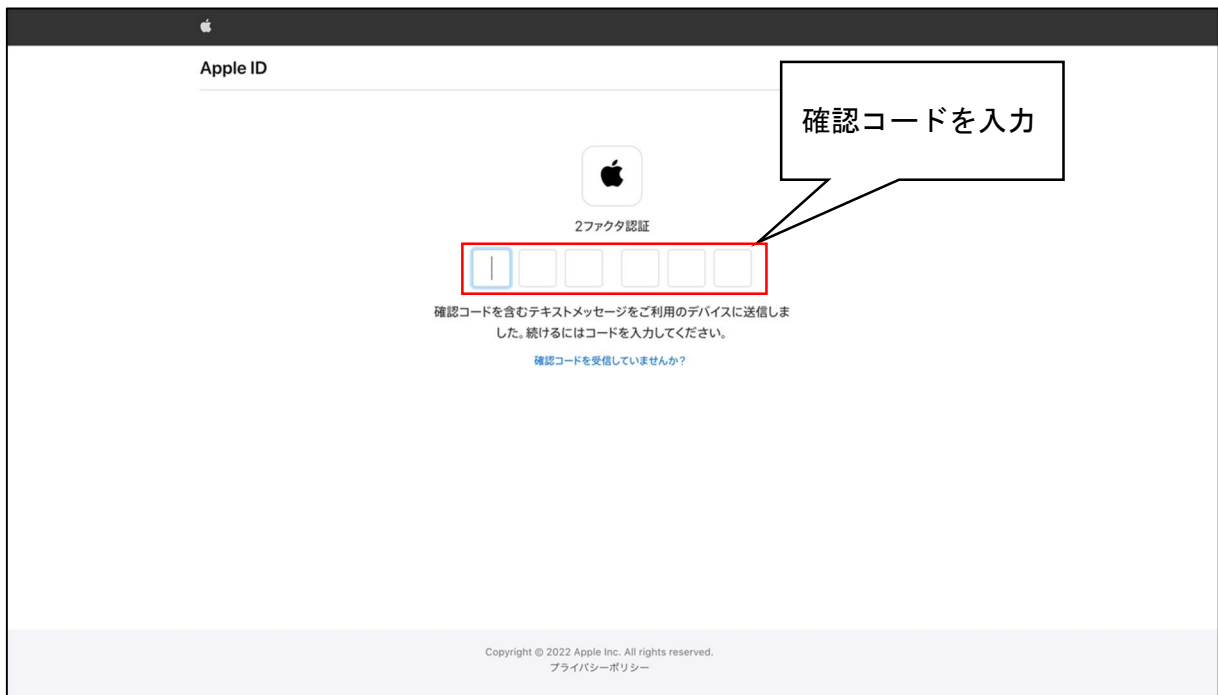 Apple ID
確認コードを入力
2ファクタ認証
確認コードを含むテキストメッセージをご利用のデバイスに送信しま
した。続けるにはコードを入力してください。
確認コードを受信していませんか?
Copyright © 2022 Apple Inc. All rights reserved.
プライバシーポリシー